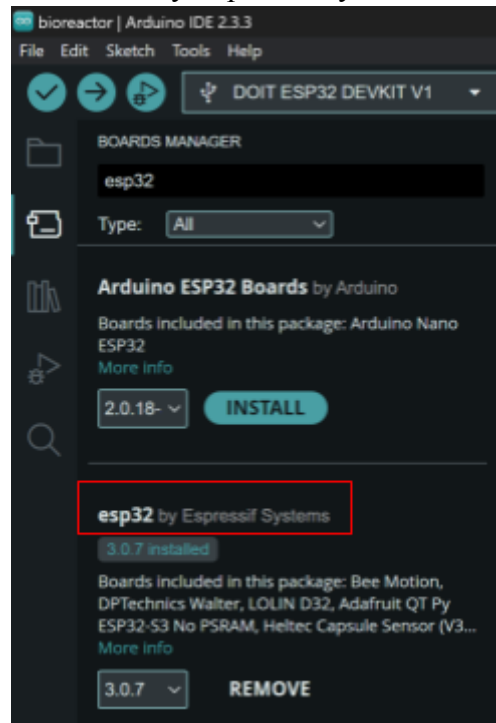 bioreactor | Arduino IDE 2.3.3
File Edit Sketch Tools Help
DOIT ESP32 DEVKIT V1
BOARDS MANAGER
esp32
Type: All
Arduino ESP32 Boards by Arduino
Boards included in this package: Arduino Nano
ESP32
More info
2.0.18-
INSTALL
esp32 by Espressif Systems
3.0.7 installed
Boards included in this package: Bee Motion,
DPTechnics Walter, LOLIN D32, Adafruit QT Py
ESP32-S3 No PSRAM, Heltec Capsule Sensor (V3...
More info
3.0.7
REMOVE